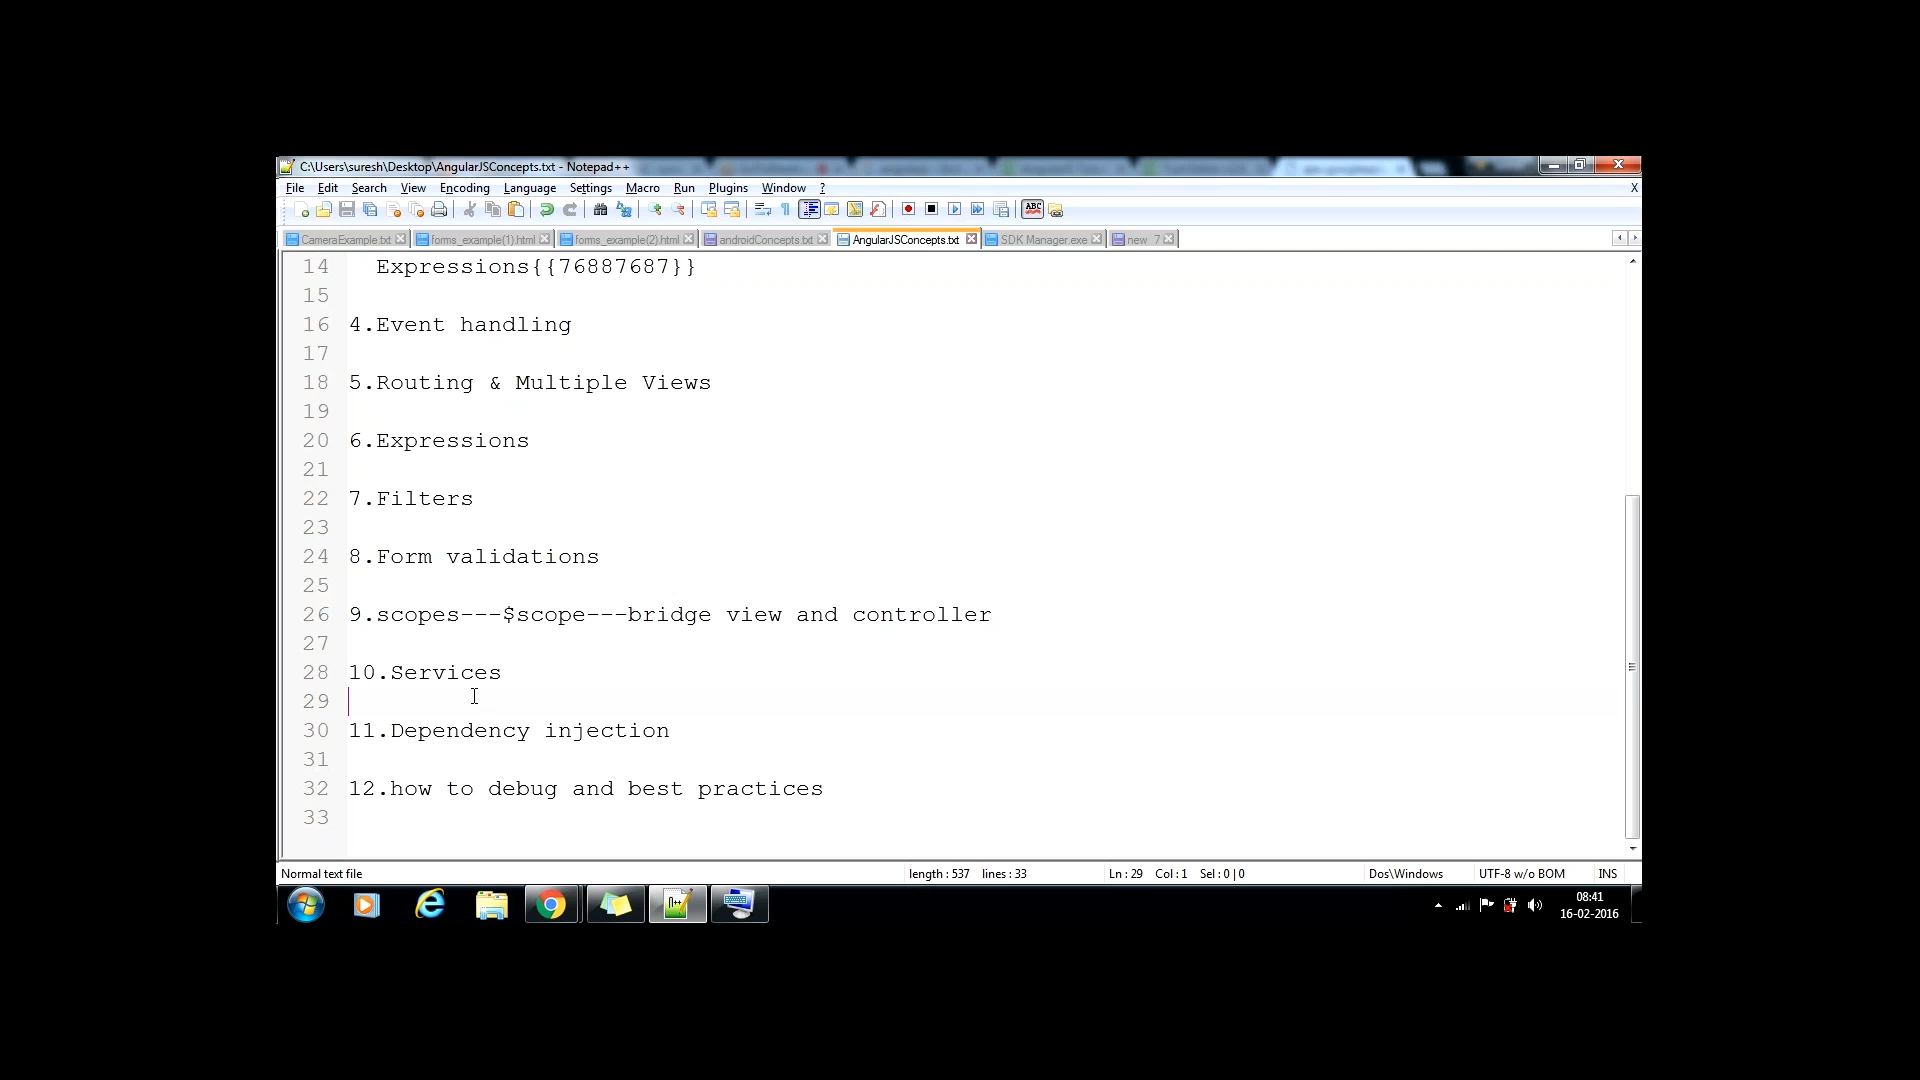 C:\Users\suresh\Desktop\AngularJSConcepts.txt - Notepad++
File Edit Search View Encoding Language Settings Macro Run Plugins Window ? X
ABC
CameraExample.txt forms_example(1).html forms_example(2).html androidConcepts.txt AngularJSConcepts.txt SDK Manager.exe new 7
14 Expressions{{76887687}}
15
16 4.Event handling
17
18 5.Routing & Multiple Views
19
20 6.Expressions
21
22 7.Filters
23
24 8.Form validations
25
26 9.scopes---$scope---bridge view and controller
27
28 10.Services
29
30 11.Dependency injection
31
32 12.how to debug and best practices
33
Normal text file length : 537 lines : 33 Ln : 29 Col : 1 Sel : 0 | 0 Dos\Windows UTF-8 w/o BOM INS
08:41
16-02-2016